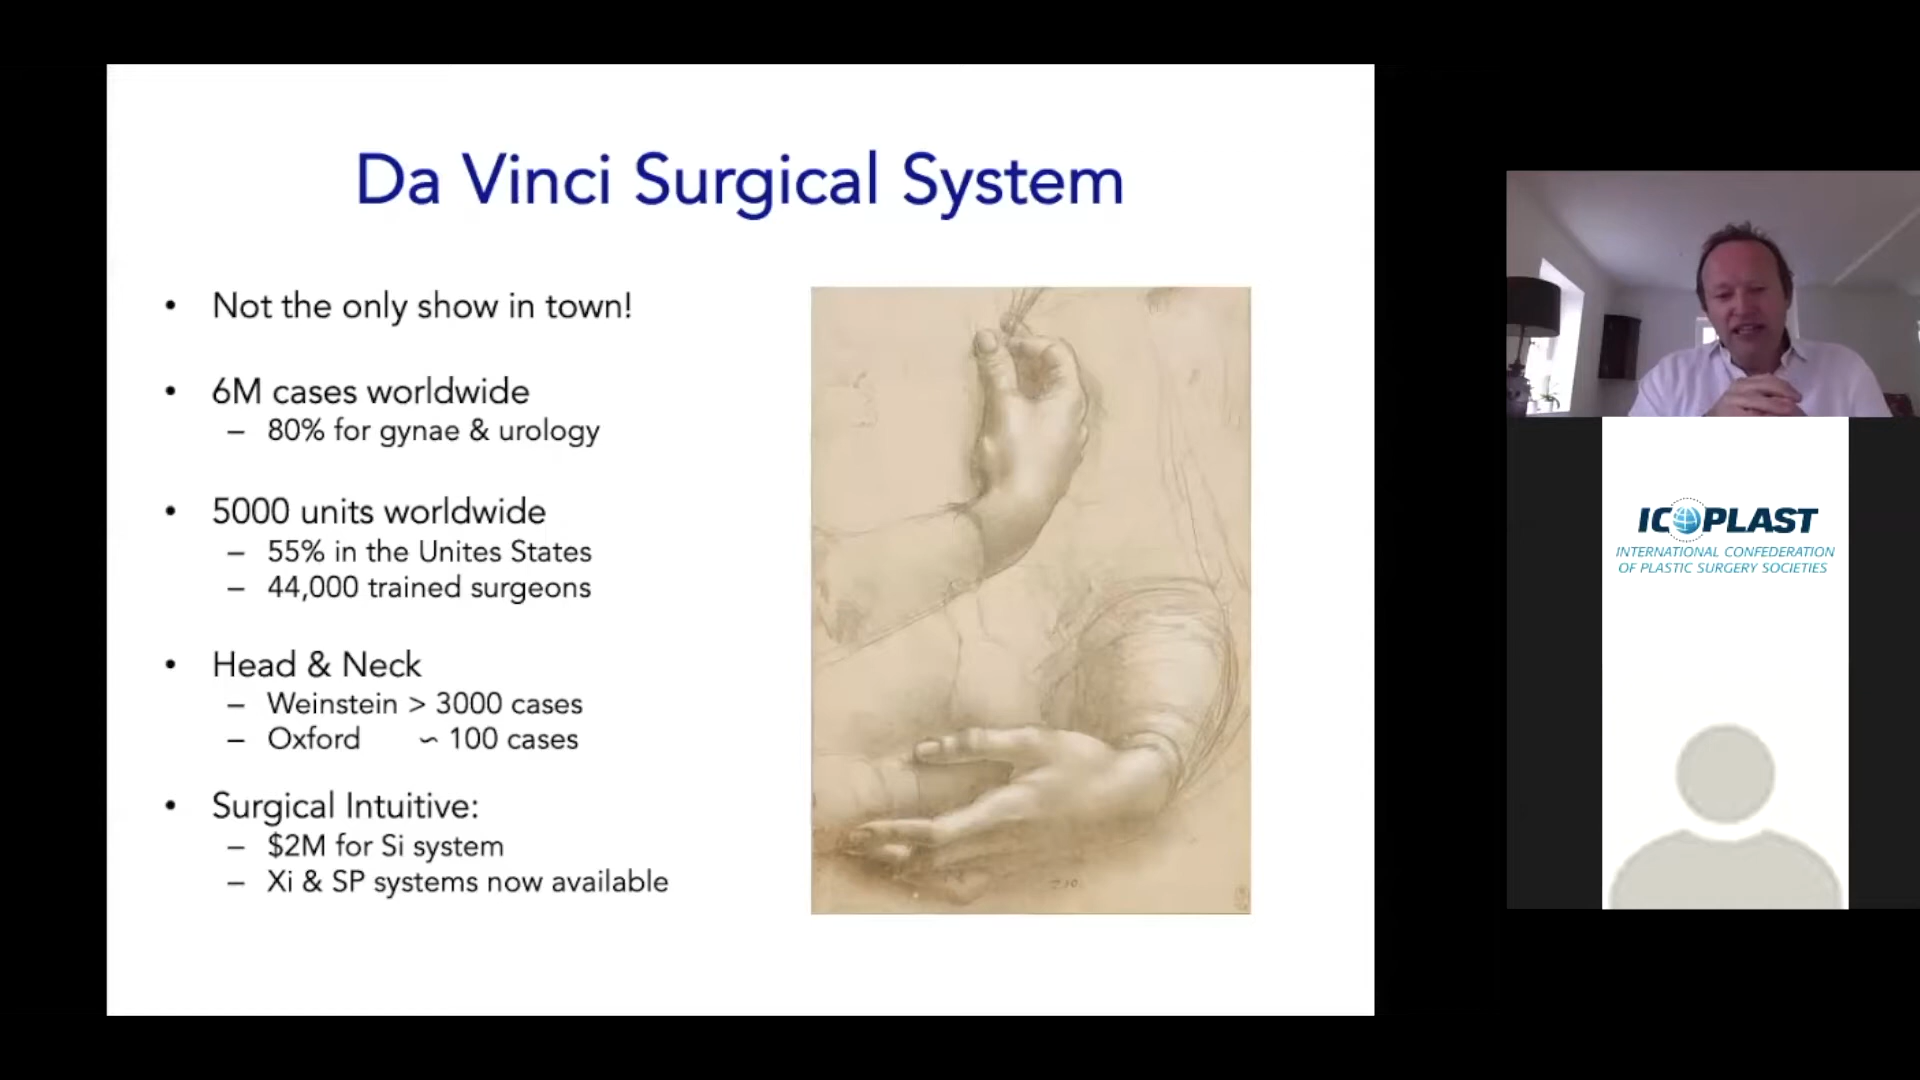 Da Vinci Surgical System
• Not the only show in town!
• 6M cases worldwide
– 80% for gynae & urology
• 5000 units worldwide
– 55% in the Unites States
– 44,000 trained surgeons
• Head & Neck
– Weinstein > 3000 cases
– Oxford ~ 100 cases
• Surgical Intuitive:
– $2M for Si system
– Xi & SP systems now available
ICOPLAST
INTERNATIONAL CONFEDERATION
OF PLASTIC SURGERY SOCIETIES